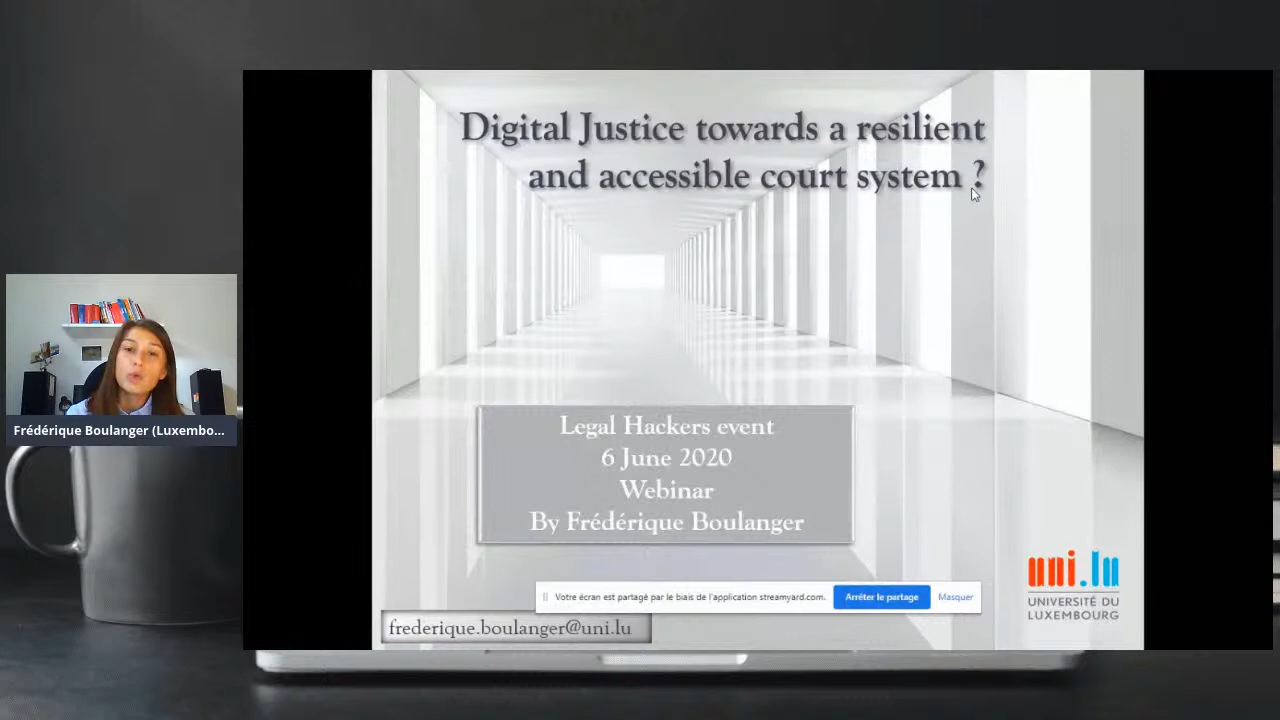 Digital Justice towards a resilient
and accessible court system ?
Frédérique Boulanger (Luxembo...
Legal Hackers event
6 June 2020
Webinar
By Frédérique Boulanger
uni.lu
UNIVERSITÉ DU
LUXEMBOURG
Votre écran est partagé par le biais de l'application streamyard.com.
Arrêter le partage
Masquer
frederique.boulanger@uni.lu